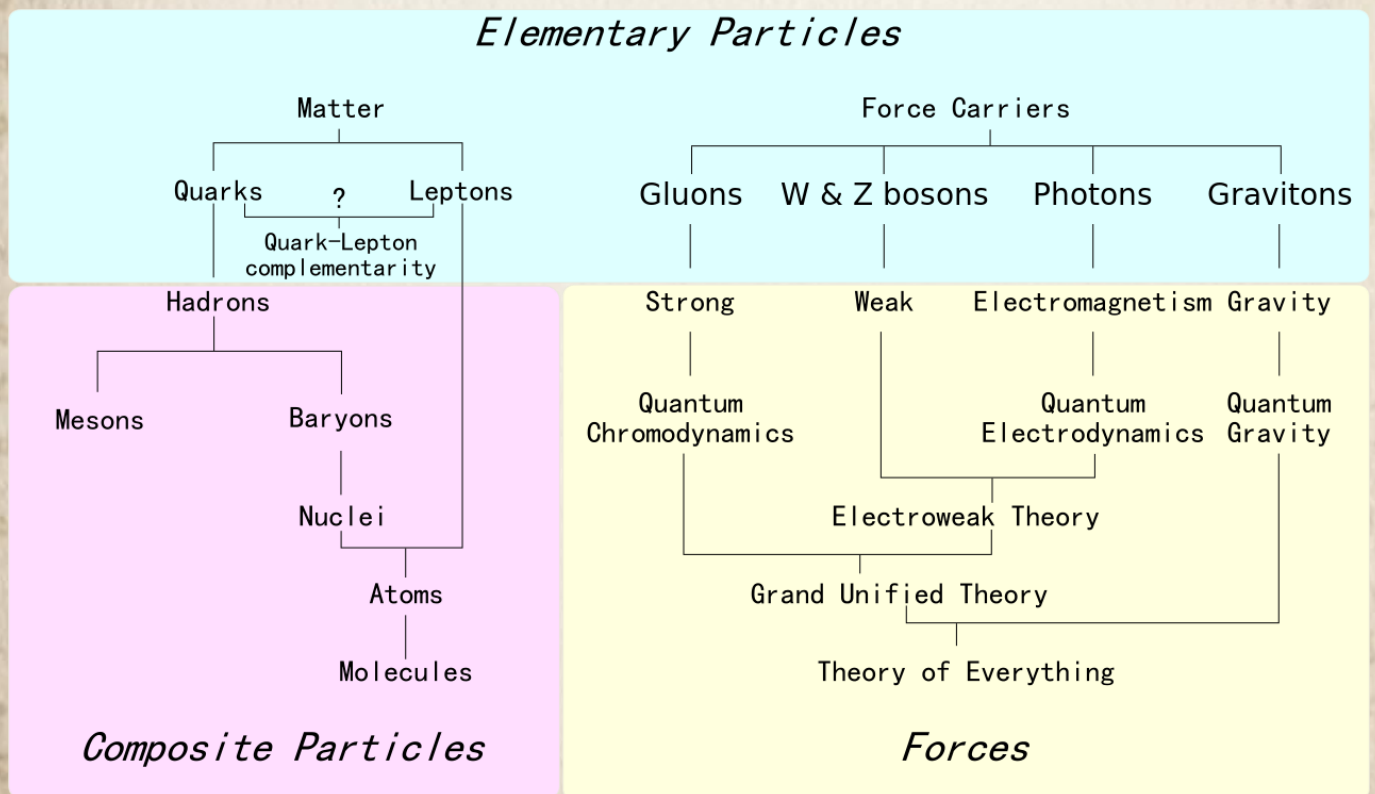 Elementary Particles
Matter
Force Carriers
Quarks
?
Leptons
Gluons
W & Z bosons
Photons
Gravitons
Quark-Lepton
complementarity
Hadrons
Strong
Weak
Electromagnetism
Gravity
Mesons
Baryons
Quantum
Chromodynamics
Quantum
Electrodynamics
Quantum
Gravity
Nuclei
Electroweak Theory
Atoms
Grand Unified Theory
Molecules
Theory of Everything
Composite Particles
Forces